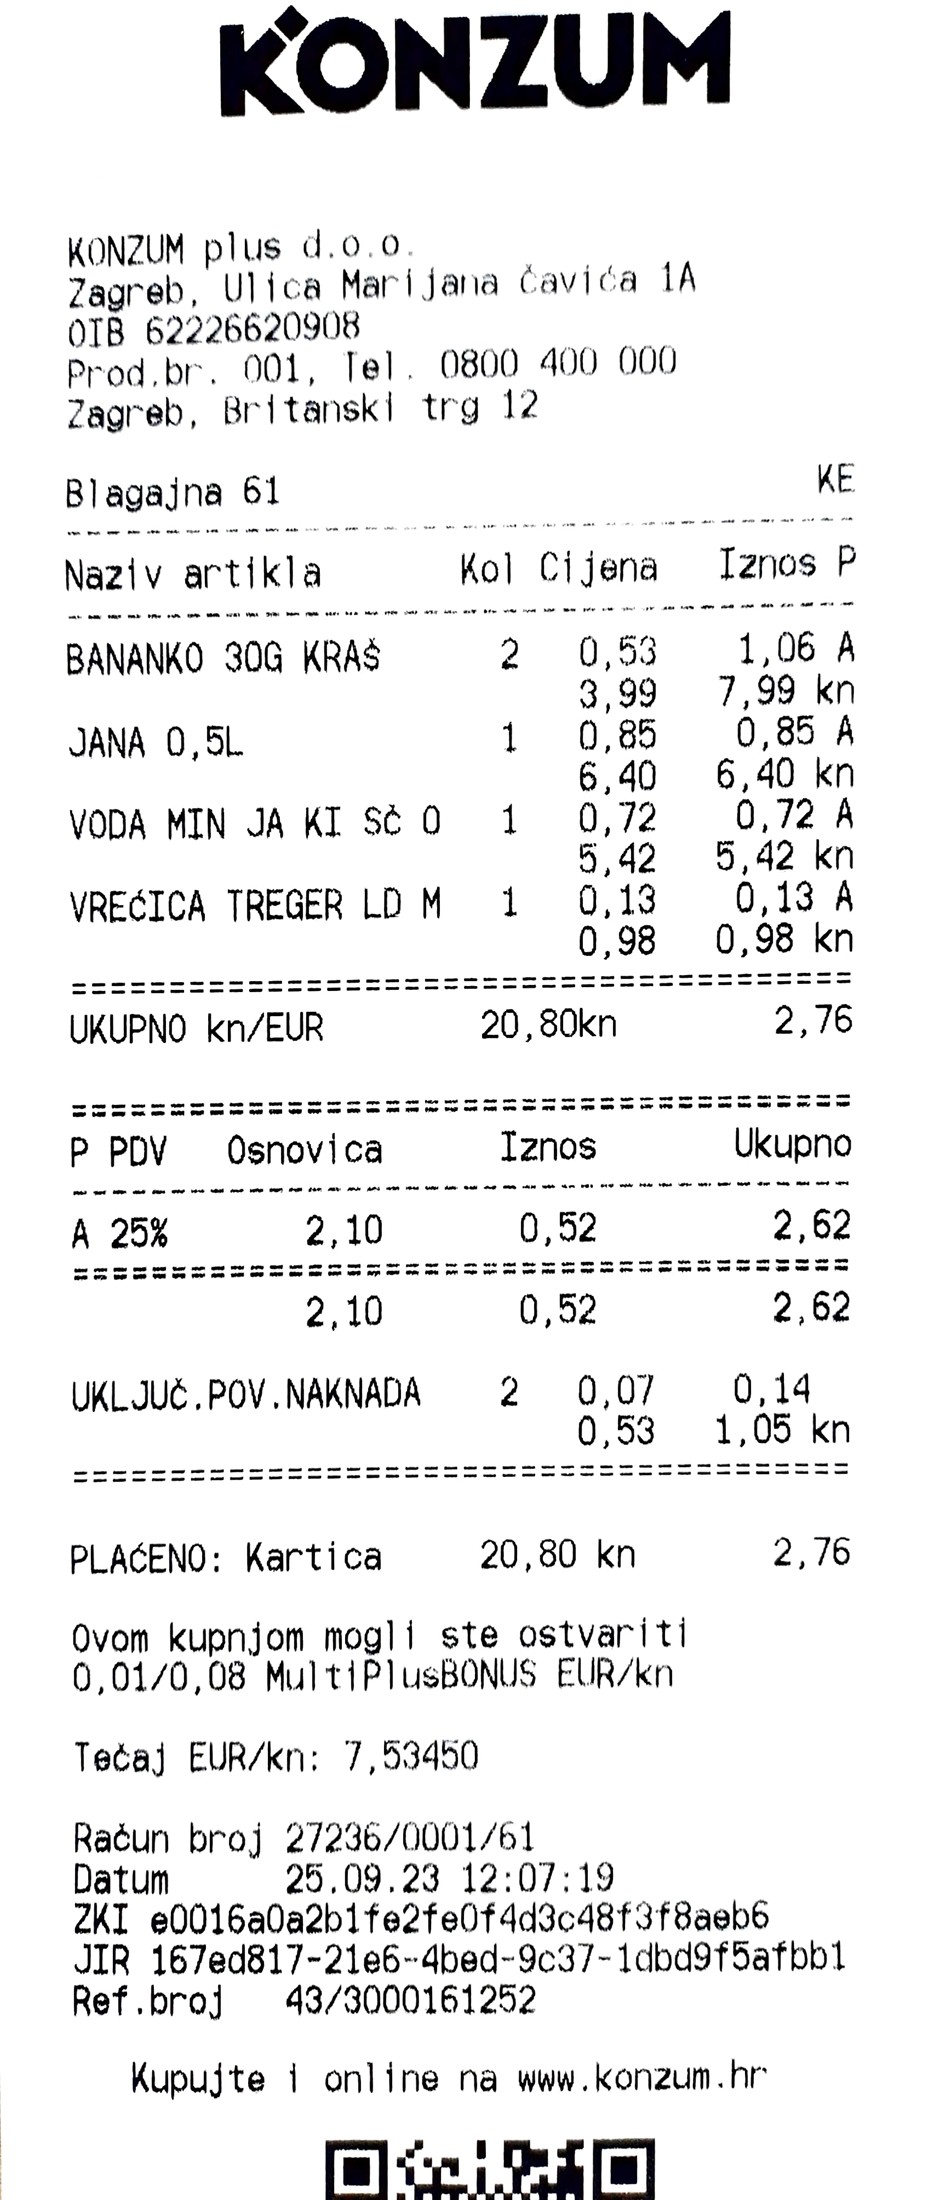 KONZUM
KONZUM plus d.o.o.
Zagreb, Ulica Marijana Čavića 1A
OIB 62226620908
Prod.br. 001, Tel. 0800 400 000
Zagreb, Britanski trg 12
Blagajna 61 KE
Naziv artikla Kol Cijena Iznos P
BANANKO 30G KRAŠ 2 0,53 1,06 A
3,99 7,99 kn
JANA 0,5L 1 0,85 0,85 A
6,40 6,40 kn
VODA MIN JA KI SČ O 1 0,72 0,72 A
5,42 5,42 kn
VREĆICA TREGER LD M 1 0,13 0,13 A
0,98 0,98 kn
========================================
UKUPNO kn/EUR 20,80kn 2,76
========================================
P PDV Osnovica Iznos Ukupno
A 25% 2,10 0,52 2,62
========================================
2,10 0,52 2,62
UKLJUČ.POV.NAKNADA 2 0,07 0,14
0,53 1,05 kn
========================================
PLAĆENO: Kartica 20,80 kn 2,76
Ovom kupnjom mogli ste ostvariti
0,01/0,08 MultiPlusBONUS EUR/kn
Tečaj EUR/kn: 7,53450
Račun broj 27236/0001/61
Datum 25.09.23 12:07:19
ZKI e0016a0a2b1fe2fe0f4d3c48f3f8aeb6
JIR 167ed817-21e6-4bed-9c37-1dbd9f5afbb1
Ref.broj 43/3000161252
Kupujte i online na www.konzum.hr